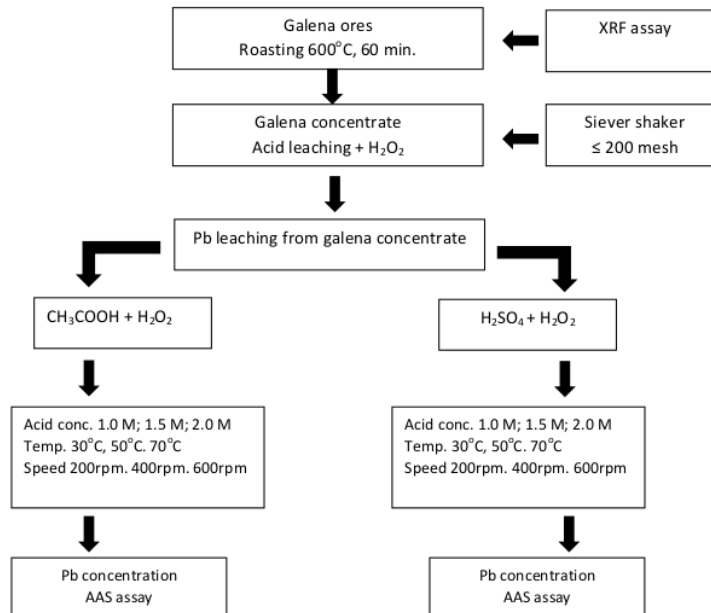 Galena ores
Roasting 600°C, 60 min.
XRF assay
Galena concentrate
Acid leaching + H₂O₂
Siever shaker
≤ 200 mesh
Pb leaching from galena concentrate
CH₃COOH + H₂O₂
H₂SO₄ + H₂O₂
Acid conc. 1.0 M; 1.5 M; 2.0 M
Temp. 30°C, 50°C. 70°C
Speed 200rpm. 400rpm. 600rpm
Acid conc. 1.0 M; 1.5 M; 2.0 M
Temp. 30°C, 50°C. 70°C
Speed 200rpm. 400rpm. 600rpm
Pb concentration
AAS assay
Pb concentration
AAS assay